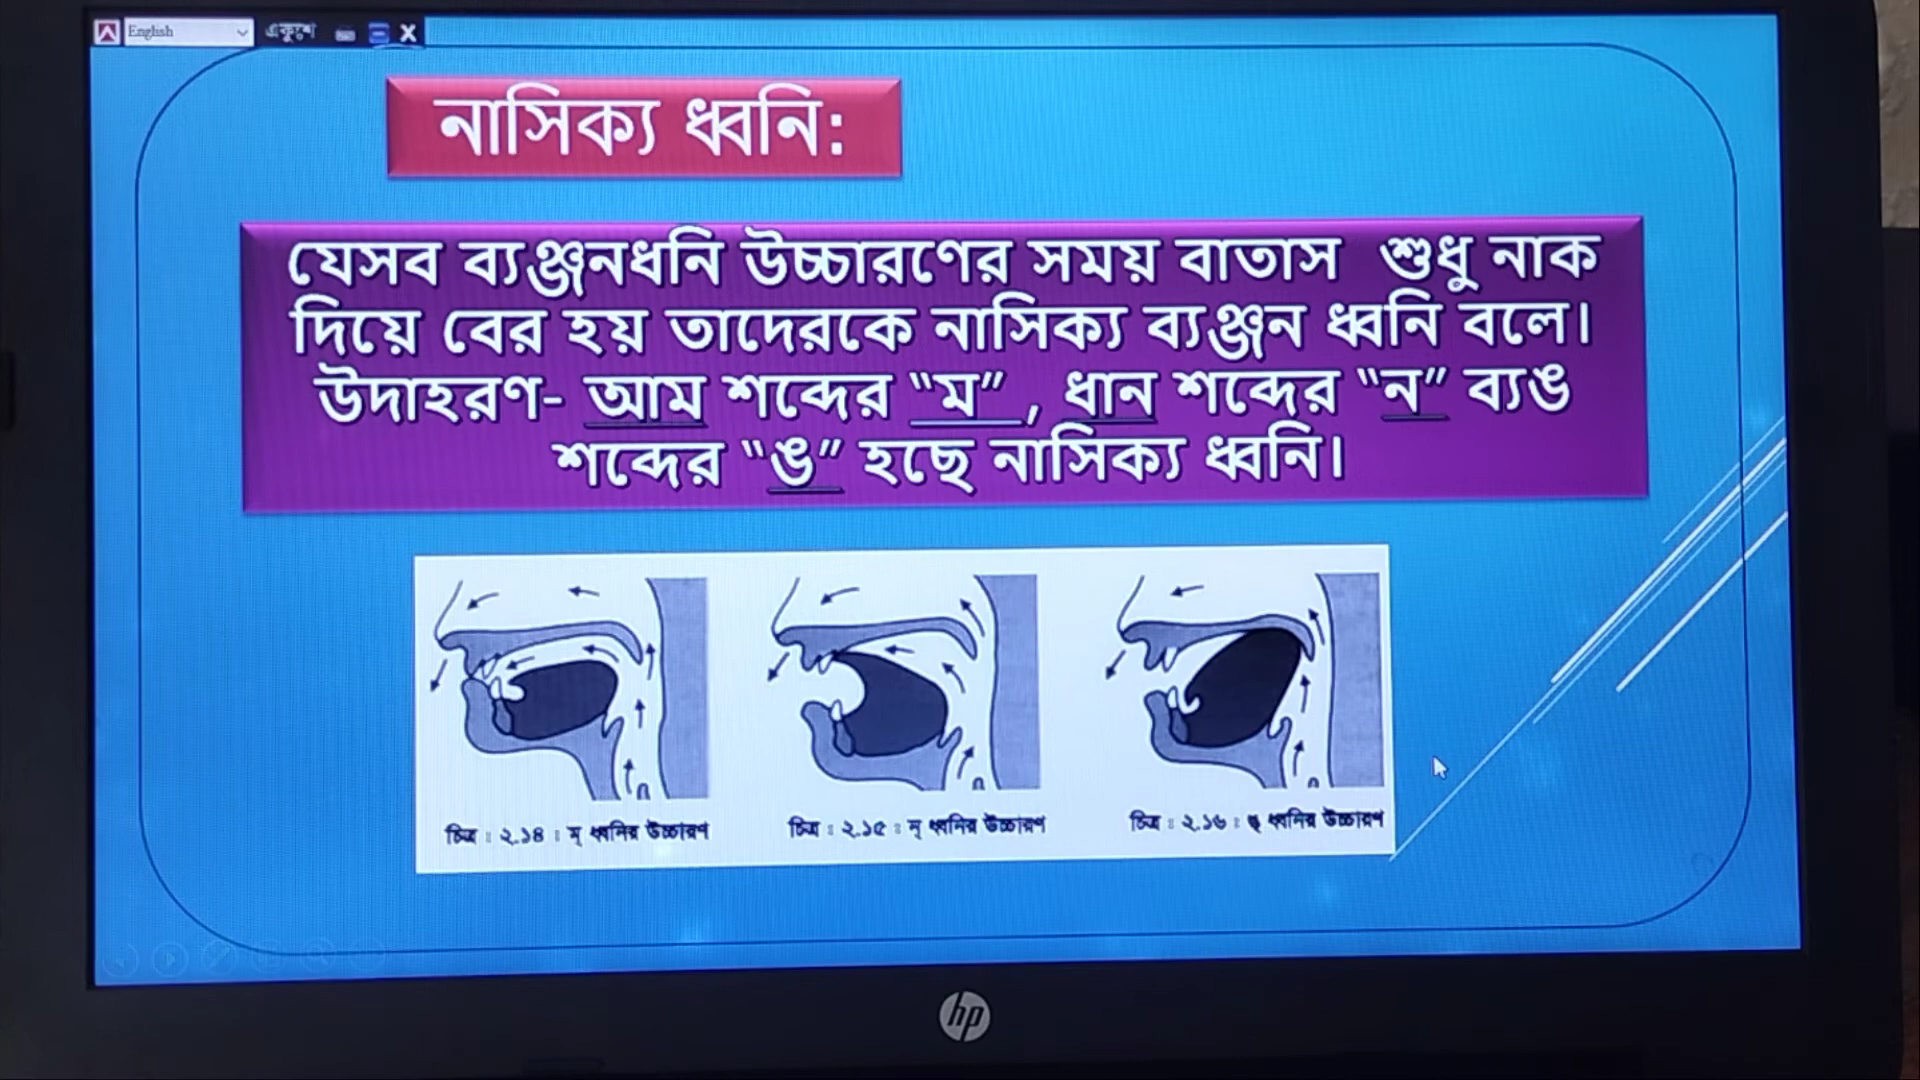 English
একুশে
নাসিক্য ধ্বনি:
যেসব ব্যঞ্জনধনি উচ্চারণের সময় বাতাস শুধু নাক
দিয়ে বের হয় তাদেরকে নাসিক্য ব্যঞ্জন ধ্বনি বলে।
উদাহরণ- আম শব্দের “ম”, ধান শব্দের “ন” ব্যঙ
শব্দের “ঙ” হচ্ছে নাসিক্য ধ্বনি।
চিত্র : ২.১৪ : ম্ ধ্বনির উচ্চারণ
চিত্র : ২.১৫ : ন্ ধ্বনির উচ্চারণ
চিত্র : ২.১৬ : ঙ্ ধ্বনির উচ্চারণ
hp